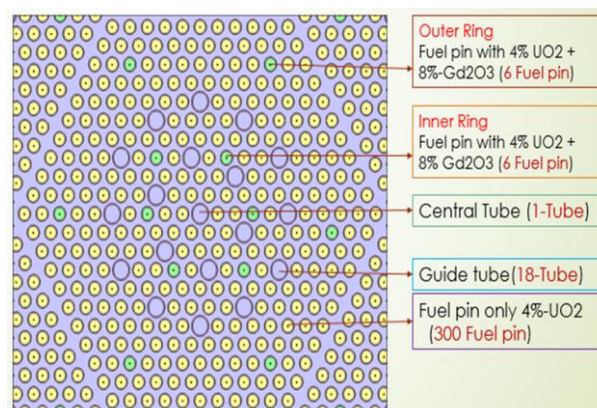 Outer Ring
Fuel pin with 4% UO2 +
8%-Gd2O3 (6 Fuel pin)
Inner Ring
Fuel pin with 4% UO2 +
8% Gd2O3 (6 Fuel pin)
Central Tube (1-Tube)
Guide tube(18-Tube)
Fuel pin only 4%-UO2
(300 Fuel pin)